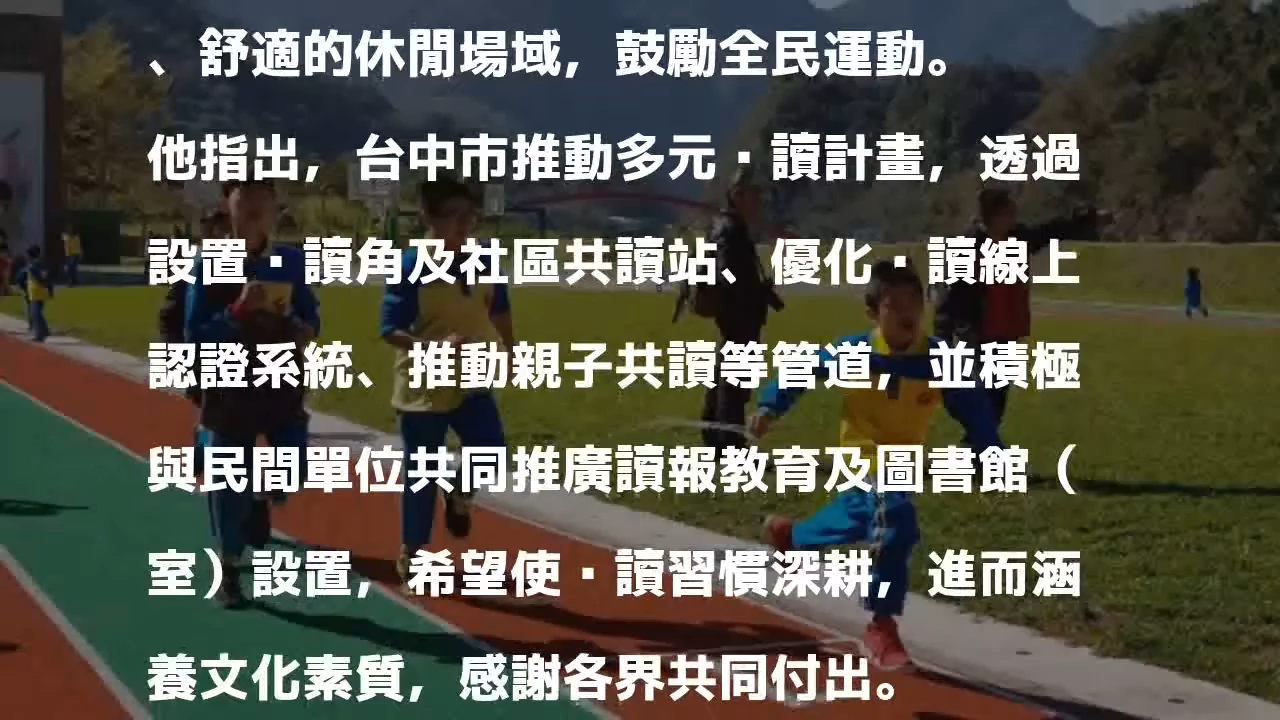 、舒適的休閒場域，鼓勵全民運動。
他指出，台中市推動多元▪讀計畫，透過
設置▪讀角及社區共讀站、優化▪讀線上
認證系統、推動親子共讀等管道，並積極
與民間單位共同推廣讀報教育及圖書館（
室）設置，希望使▪讀習慣深耕，進而涵
養文化素質，感謝各界共同付出。